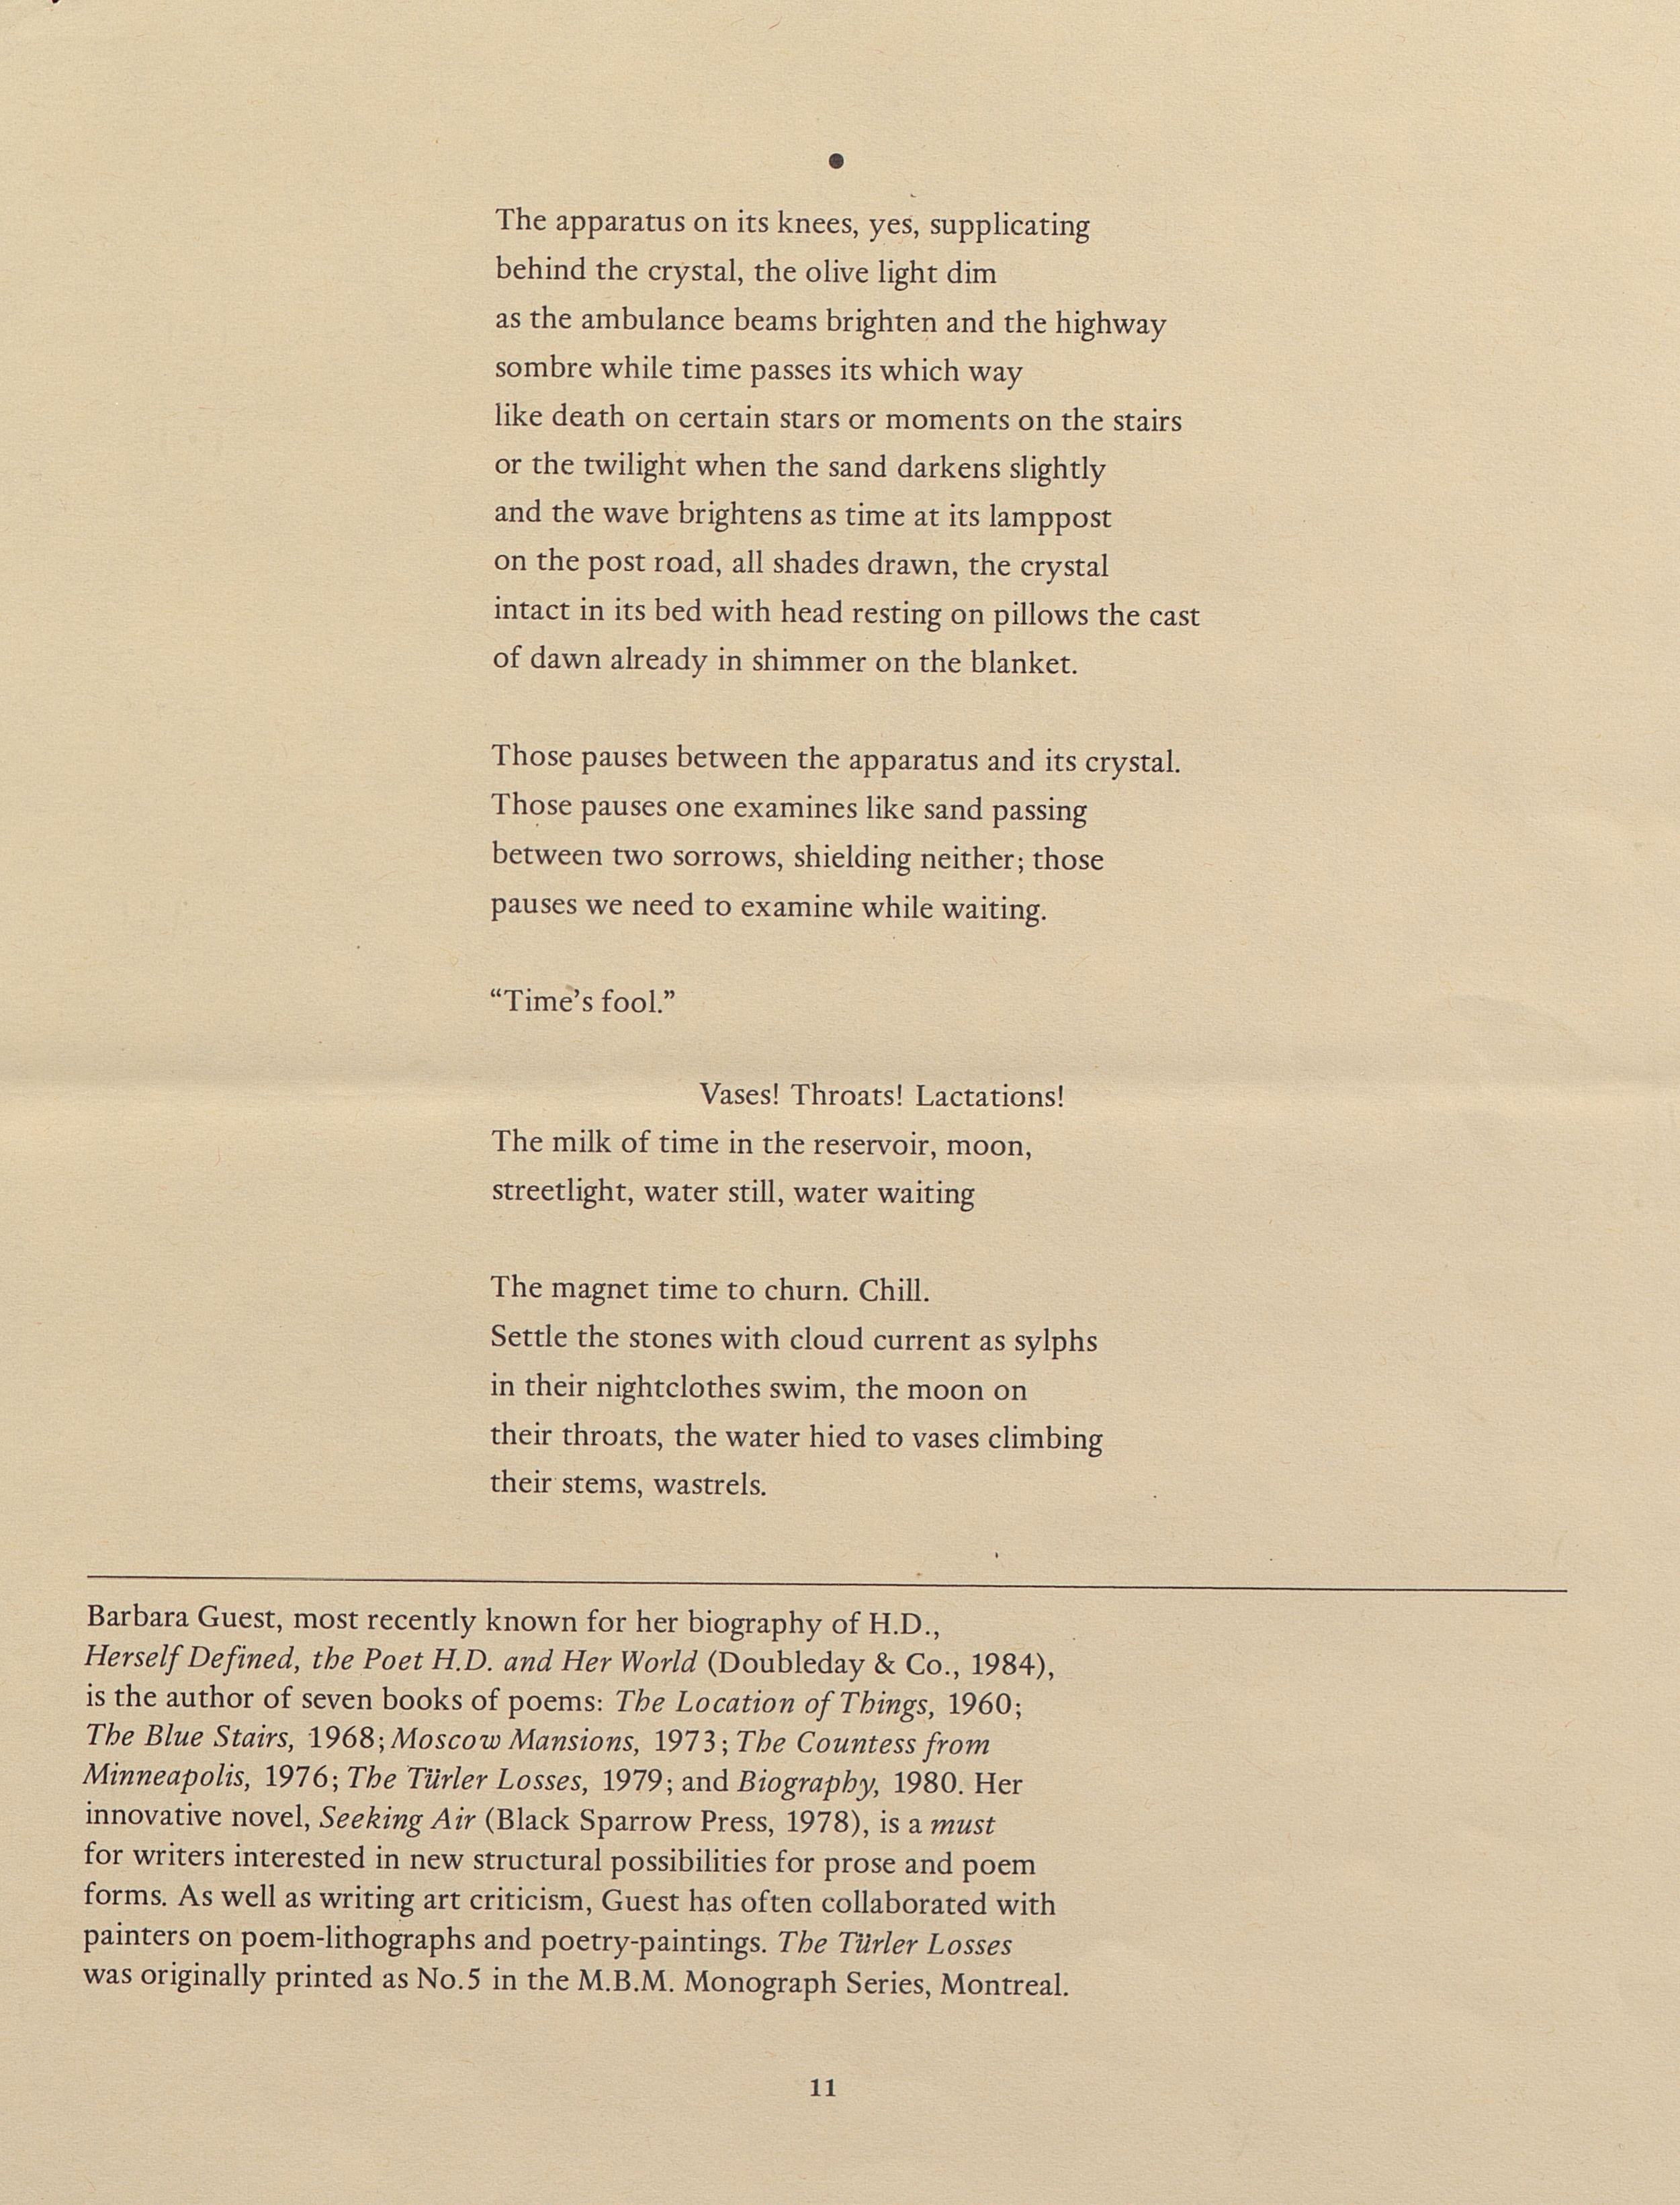 •
The apparatus on its knees, yes, supplicating
behind the crystal, the olive light dim
as the ambulance beams brighten and the highway
sombre while time passes its which way
like death on certain stars or moments on the stairs
or the twilight when the sand darkens slightly
and the wave brightens as time at its lamppost
on the post road, all shades drawn, the crystal
intact in its bed with head resting on pillows the cast
of dawn already in shimmer on the blanket.
Those pauses between the apparatus and its crystal.
Those pauses one examines like sand passing
between two sorrows, shielding neither; those
pauses we need to examine while waiting.
“Time’s fool.”
Vases! Throats! Lactations!
The milk of time in the reservoir, moon,
streetlight, water still, water waiting
The magnet time to churn. Chill.
Settle the stones with cloud current as sylphs
in their nightclothes swim, the moon on
their throats, the water hied to vases climbing
their stems, wastrels.
Barbara Guest, most recently known for her biography of H.D.,
Herself Defined, the Poet H.D. and Her World (Doubleday & Co., 1984),
is the author of seven books of poems: The Location of Things, 1960;
The Blue Stairs, 1968; Moscow Mansions, 1973; The Countess from
Minneapolis, 1976; The Türler Losses, 1979; and Biography, 1980. Her
innovative novel, Seeking Air (Black Sparrow Press, 1978), is a must
for writers interested in new structural possibilities for prose and poem
forms. As well as writing art criticism, Guest has often collaborated with
painters on poem-lithographs and poetry-paintings. The Türler Losses
was originally printed as No.5 in the M.B.M. Monograph Series, Montreal.
11